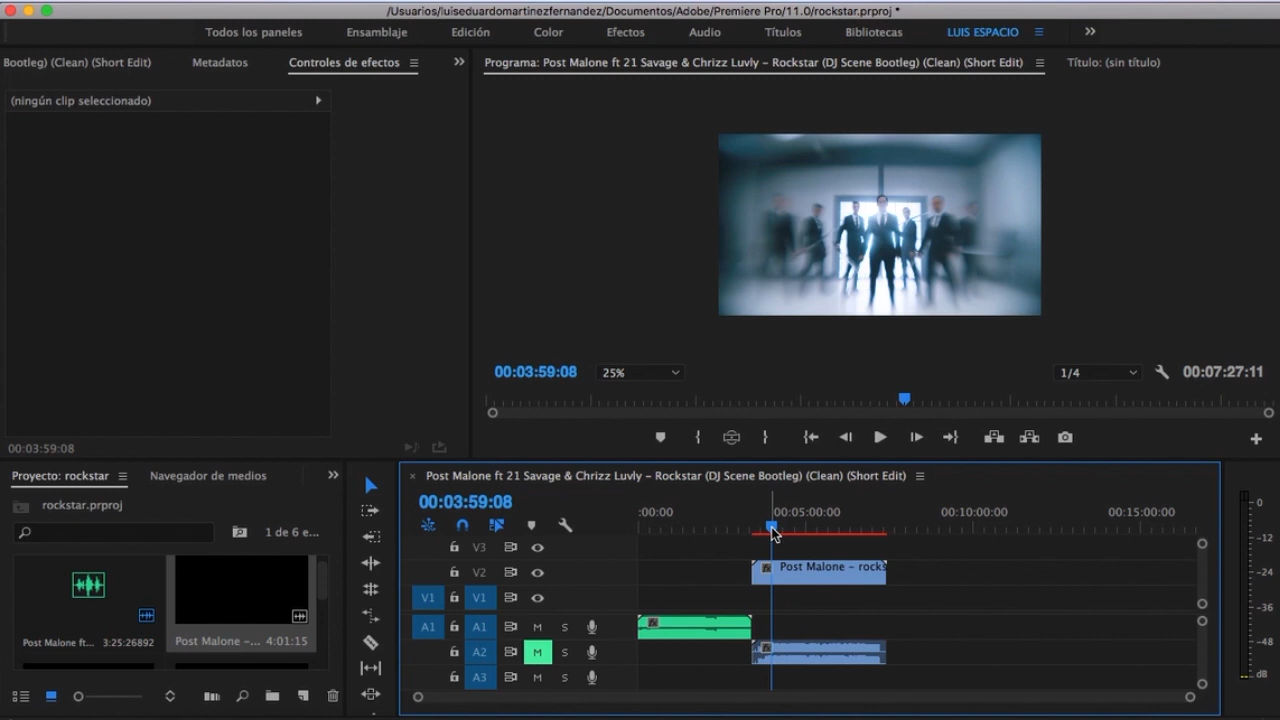 /Usuarios/luiseduardomartinezfernandez/Documentos/Adobe/Premiere Pro/11.0/rockstar.prproj *
Todos los paneles Ensamblaje Edición Color Efectos Audio Títulos Bibliotecas LUIS ESPACIO
Bootleg) (Clean) (Short Edit) Metadatos Controles de efectos
Programa: Post Malone ft 21 Savage & Chrizz Luvly – Rockstar (DJ Scene Bootleg) (Clean) (Short Edit) Título: (sin título)
(ningún clip seleccionado)
00:03:59:08 25% 1/4 00:07:27:11
00:03:59:08
Proyecto: rockstar Navegador de medios
rockstar.prproj
1 de 6 e...
Post Malone ft... 3:25:26892
Post Malone –... 4:01:15
× Post Malone ft 21 Savage & Chrizz Luvly – Rockstar (DJ Scene Bootleg) (Clean) (Short Edit)
00:03:59:08
:00:00 00:05:00:00 00:10:00:00 00:15:00:00
V3
V2 Post Malone – rocks
V1 V1
A1 A1 M S
A2 M S
A3 M S
0
-12
-24
-36
-48
dB